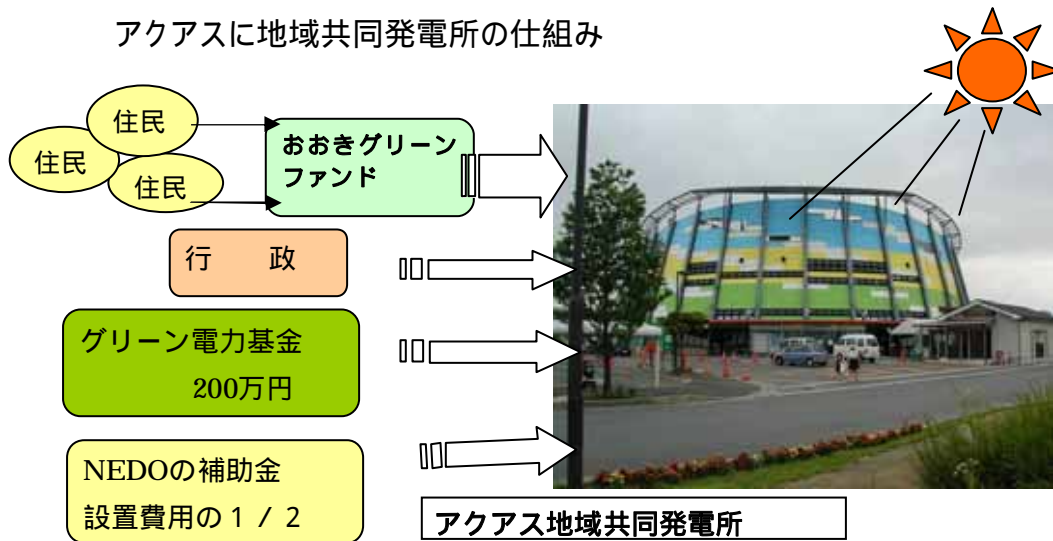 アクアスに地域共同発電所の仕組み
住民
住民
住民
おおきグリーン
ファンド
行　　政
グリーン電力基金
200万円
NEDOの補助金
設置費用の１／２
アクアス地域共同発電所